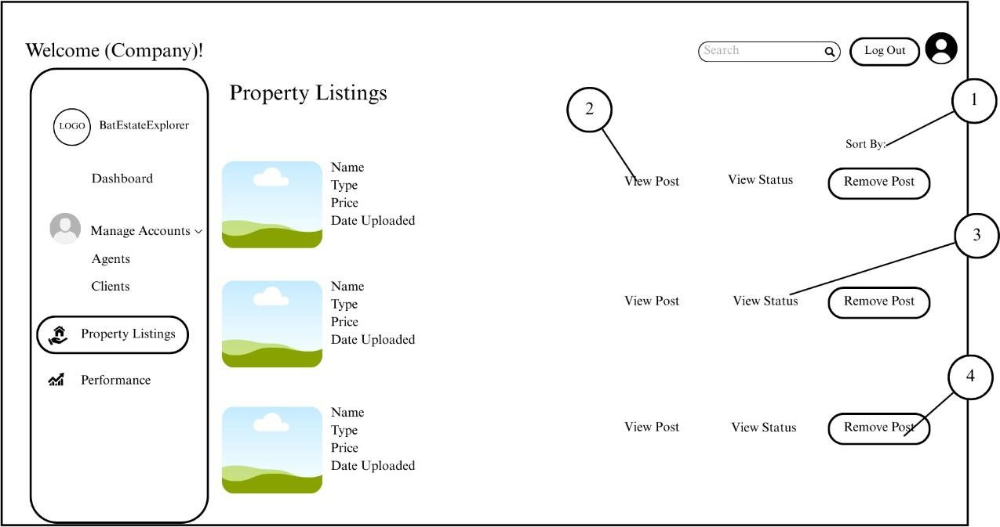 Welcome (Company)!
Search
Log Out
LOGO
BatEstateExplorer
Dashboard
Manage Accounts
Agents
Clients
Property Listings
Performance
Property Listings
1
2
Sort By:
Name
Type
Price
Date Uploaded
View Post
View Status
Remove Post
3
Name
Type
Price
Date Uploaded
View Post
View Status
Remove Post
4
Name
Type
Price
Date Uploaded
View Post
View Status
Remove Post